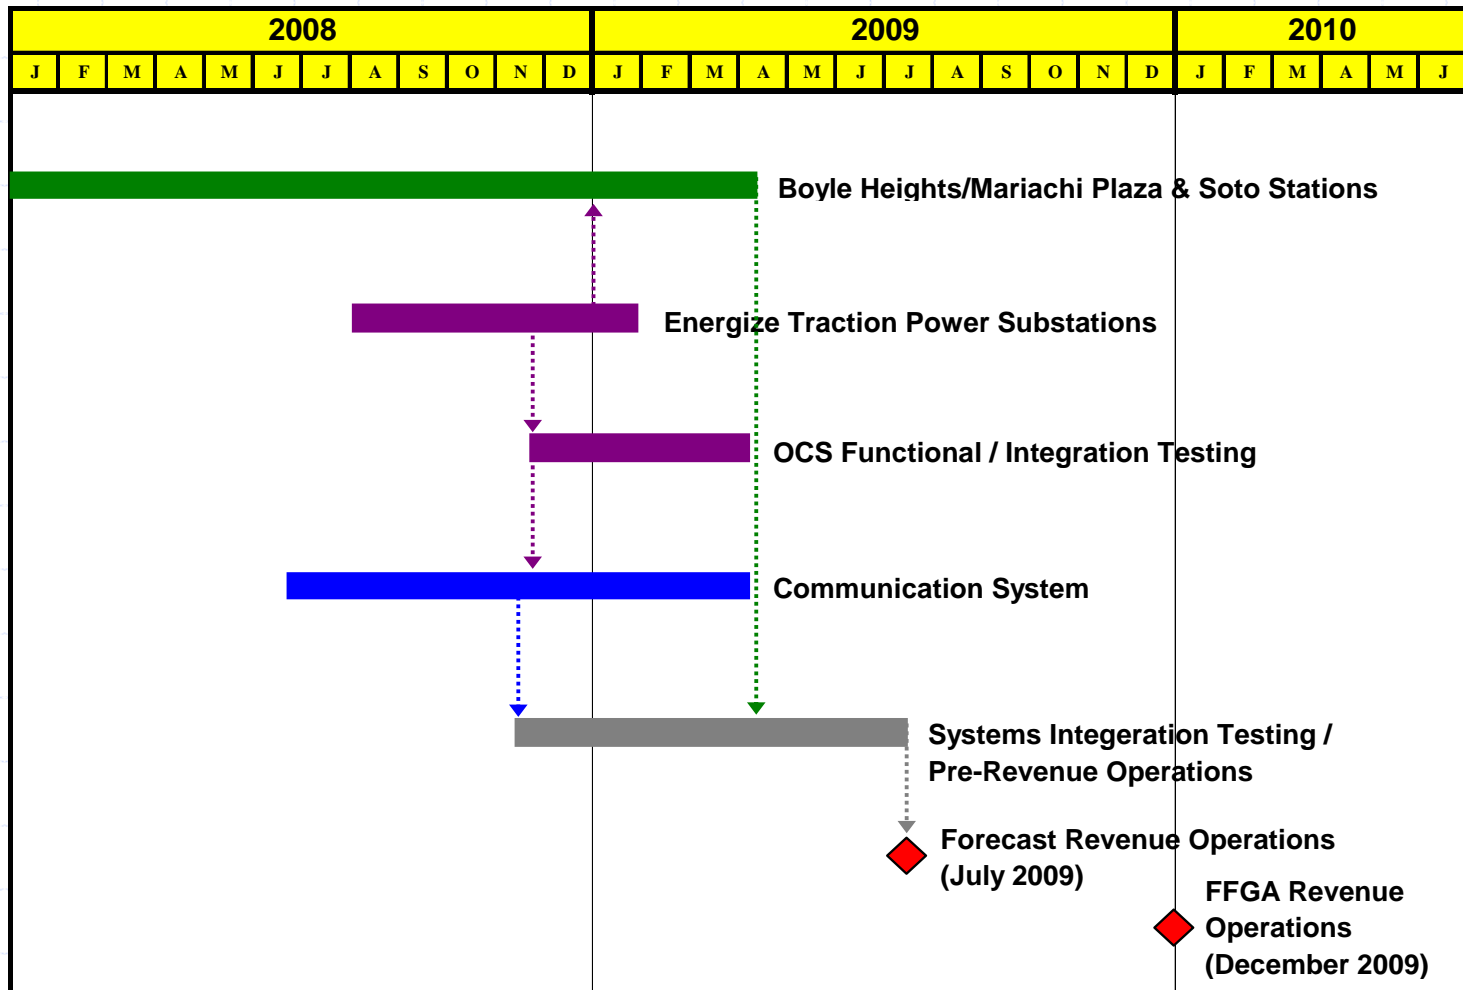 2008 2009 2010
J F M A M J J A S O N D J F M A M J J A S O N D J F M A M J
Boyle Heights/Mariachi Plaza & Soto Stations
Energize Traction Power Substations
OCS Functional / Integration Testing
Communication System
Systems Integeration Testing /
Pre-Revenue Operations
Forecast Revenue Operations
(July 2009)
FFGA Revenue
Operations
(December 2009)